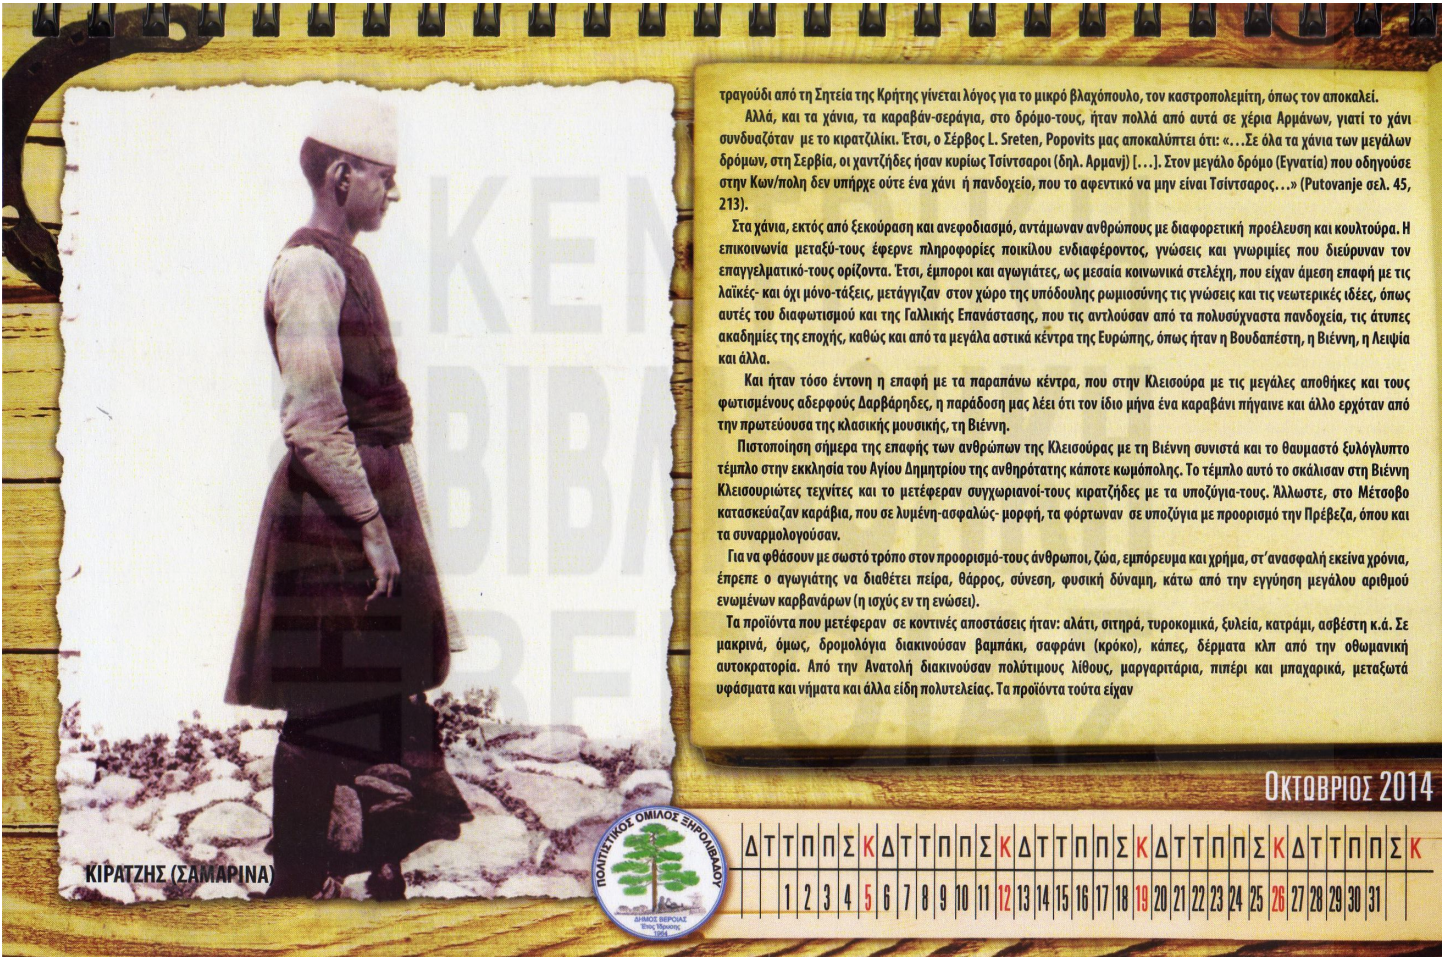 τραγούδι από τη Σητεία της Κρήτης γίνεται λόγος για το μικρό βλαχόπουλο, τον καστροπολεμίτη, όπως τον αποκαλεί.
Αλλά, και τα χάνια, τα καραβάν-σεράγια, στο δρόμο-τους, ήταν πολλά από αυτά σε χέρια Αρμάνων, γιατί το χάνι
συνδυαζόταν με το κιρατζιλίκι. Έτσι, ο Σέρβος L. Sreten, Popovits μας αποκαλύπτει ότι: «…Σε όλα τα χάνια των μεγάλων
δρόμων, στη Σερβία, οι χαντζήδες ήσαν κυρίως Τσίντσαροι (δηλ. Αρμανj) […]. Στον μεγάλο δρόμο (Εγνατία) που οδηγούσε
στην Κων/πολη δεν υπήρχε ούτε ένα χάνι ή πανδοχείο, που το αφεντικό να μην είναι Τσίντσαρος…» (Putovanje σελ. 45,
213).
Στα χάνια, εκτός από ξεκούραση και ανεφοδιασμό, αντάμωναν ανθρώπους με διαφορετική προέλευση και κουλτούρα. Η
επικοινωνία μεταξύ-τους έφερνε πληροφορίες ποικίλου ενδιαφέροντος, γνώσεις και γνωριμίες που διεύρυναν τον
επαγγελματικό-τους ορίζοντα. Έτσι, έμποροι και αγωγιάτες, ως μεσαία κοινωνικά στελέχη, που είχαν άμεση επαφή με τις
λαϊκές- και όχι μόνο-τάξεις, μετάγγιζαν στον χώρο της υπόδουλης ρωμιοσύνης τις γνώσεις και τις νεωτερικές ιδέες, όπως
αυτές του διαφωτισμού και της Γαλλικής Επανάστασης, που τις αντλούσαν από τα πολυσύχναστα πανδοχεία, τις άτυπες
ακαδημίες της εποχής, καθώς και από τα μεγάλα αστικά κέντρα της Ευρώπης, όπως ήταν η Βουδαπέστη, η Βιέννη, η Λειψία
και άλλα.
Και ήταν τόσο έντονη η επαφή με τα παραπάνω κέντρα, που στην Κλεισούρα με τις μεγάλες αποθήκες και τους
φωτισμένους αδερφούς Δαρβάρηδες, η παράδοση μας λέει ότι τον ίδιο μήνα ένα καραβάνι πήγαινε και άλλο ερχόταν από
την πρωτεύουσα της κλασικής μουσικής, τη Βιέννη.
Πιστοποίηση σήμερα της επαφής των ανθρώπων της Κλεισούρας με τη Βιέννη συνιστά και το θαυμαστό ξυλόγλυπτο
τέμπλο στην εκκλησία του Αγίου Δημητρίου της ανθηρότατης κάποτε κωμόπολης. Το τέμπλο αυτό το σκάλισαν στη Βιέννη
Κλεισουριώτες τεχνίτες και το μετέφεραν συγχωριανοί-τους κιρατζήδες με τα υποζύγια-τους. Άλλωστε, στο Μέτσοβο
κατασκεύαζαν καράβια, που σε λυμένη-ασφαλώς- μορφή, τα φόρτωναν σε υποζύγια με προορισμό την Πρέβεζα, όπου και
τα συναρμολογούσαν.
Για να φθάσουν με σωστό τρόπο στον προορισμό-τους άνθρωποι, ζώα, εμπόρευμα και χρήμα, στ’ανασφαλή εκείνα χρόνια,
έπρεπε ο αγωγιάτης να διαθέτει πείρα, θάρρος, σύνεση, φυσική δύναμη, κάτω από την εγγύηση μεγάλου αριθμού
ενωμένων καρβανάρων (η ισχύς εν τη ενώσει).
Τα προϊόντα που μετέφεραν σε κοντινές αποστάσεις ήταν: αλάτι, σιτηρά, τυροκομικά, ξυλεία, κατράμι, ασβέστη κ.ά. Σε
μακρινά, όμως, δρομολόγια διακινούσαν βαμπάκι, σαφράνι (κρόκο), κάπες, δέρματα κλπ από την οθωμανική
αυτοκρατορία. Από την Ανατολή διακινούσαν πολύτιμους λίθους, μαργαριτάρια, πιπέρι και μπαχαρικά, μεταξωτά
υφάσματα και νήματα και άλλα είδη πολυτελείας. Τα προϊόντα τούτα είχαν
ΟΚΤΩΒΡΙΟΣ 2014
Δ Τ Τ Π Π Σ Κ Δ Τ Τ Π Π Σ Κ Δ Τ Τ Π Π Σ Κ Δ Τ Τ Π Π Σ Κ Δ Τ Τ Π Π Σ Κ
1 2 3 4 5 6 7 8 9 10 11 12 13 14 15 16 17 18 19 20 21 22 23 24 25 26 27 28 29 30 31
ΚΙΡΑΤΖΗΣ (ΣΑΜΑΡΙΝΑ)
ΠΟΛΙΤΙΣΤΙΚΟΣ ΟΜΙΛΟΣ ΞΗΡΟΛΙΒΑΔΟΥ
ΔΗΜΟΣ ΒΕΡΟΙΑΣ
Έτος Ίδρυσης
1964